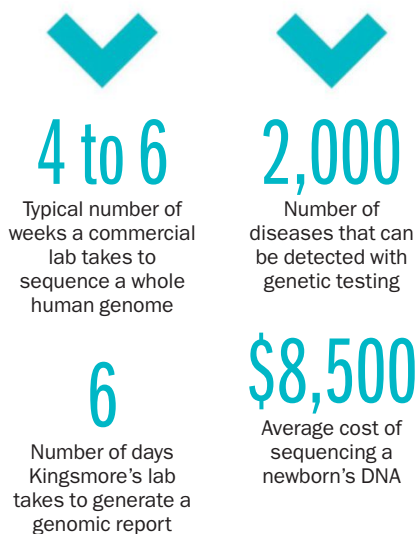 4 to 6
Typical number of
weeks a commercial
lab takes to
sequence a whole
human genome
6
Number of days
Kingsmore’s lab
takes to generate a
genomic report
2,000
Number of
diseases that can
be detected with
genetic testing
$8,500
Average cost of
sequencing a
newborn’s DNA